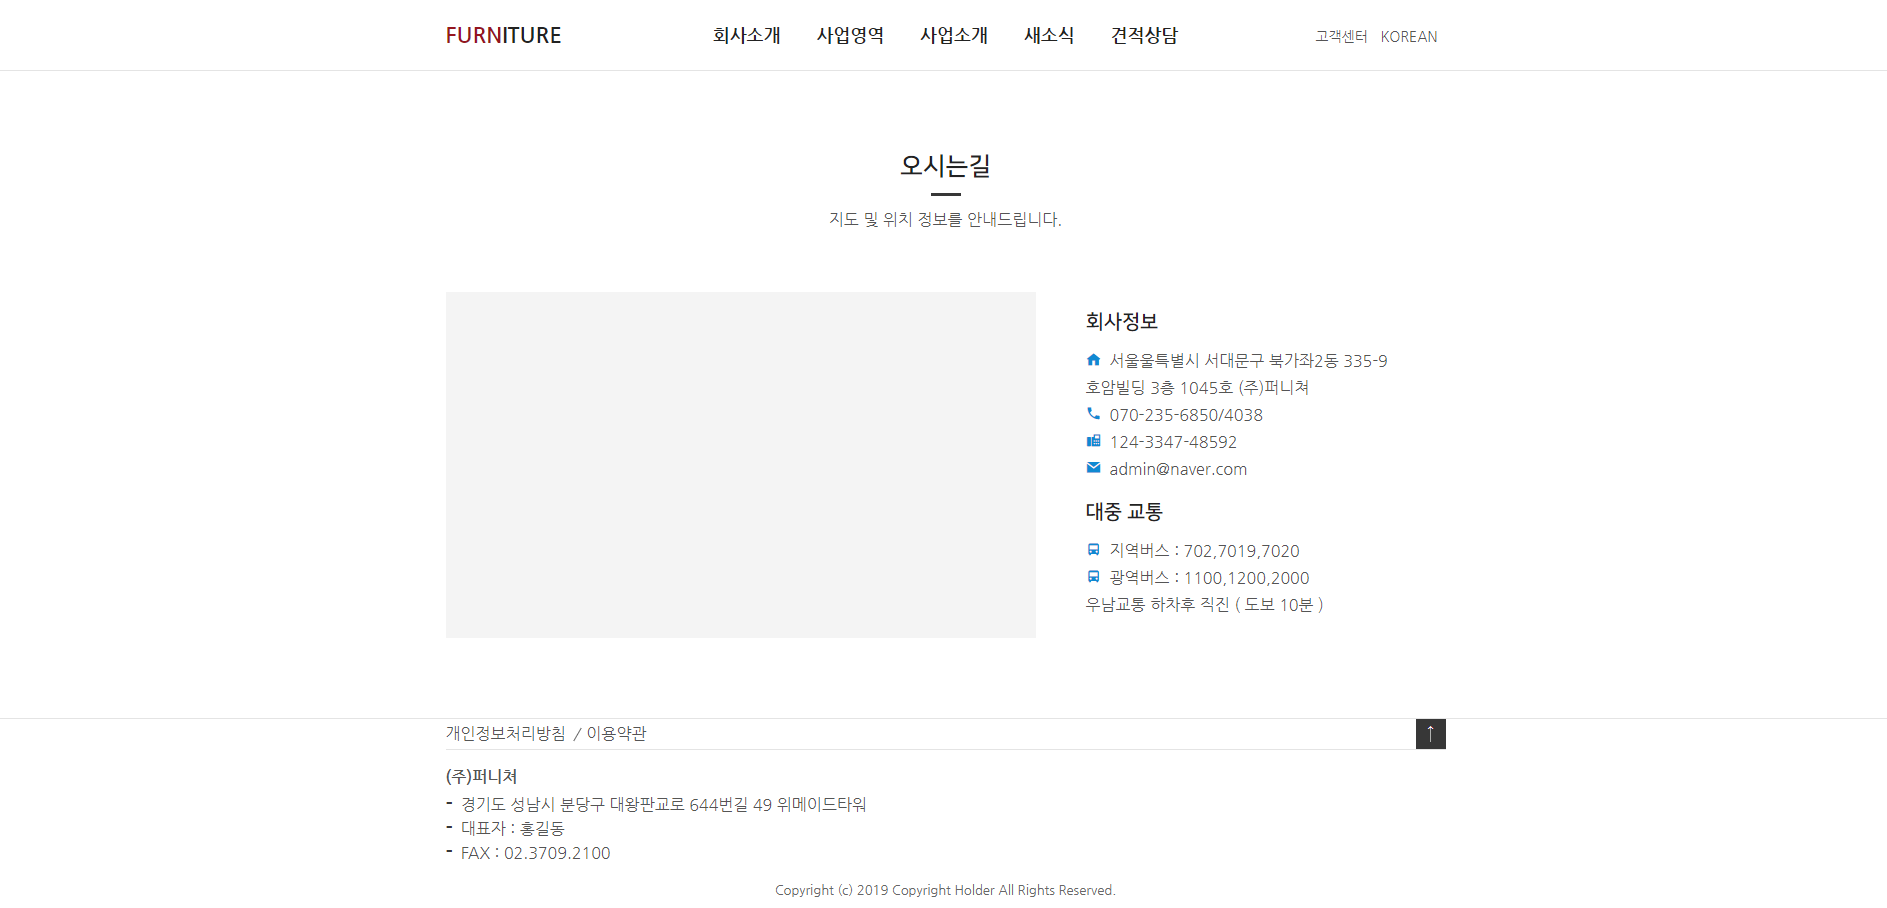 FURNITURE
회사소개 사업영역 사업소개 새소식 견적상담
고객센터 KOREAN
오시는길
지도 및 위치 정보를 안내드립니다.
회사정보
서울울특별시 서대문구 북가좌2동 335-9
호암빌딩 3층 1045호 (주)퍼니쳐
070-235-6850/4038
124-3347-48592
admin@naver.com
대중 교통
지역버스 : 702,7019,7020
광역버스 : 1100,1200,2000
우남교통 하차후 직진 ( 도보 10분 )
개인정보처리방침 / 이용약관
↑
(주)퍼니쳐
- 경기도 성남시 분당구 대왕판교로 644번길 49 위메이드타워
- 대표자 : 홍길동
- FAX : 02.3709.2100
Copyright (c) 2019 Copyright Holder All Rights Reserved.